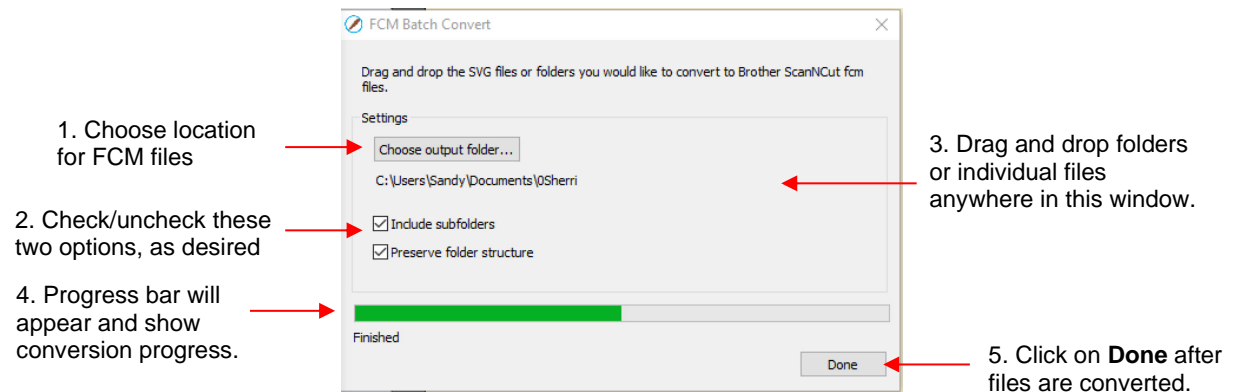 FCM Batch Convert
Drag and drop the SVG files or folders you would like to convert to Brother ScanNCut fcm
files.
Settings
1. Choose location
for FCM files
Choose output folder...
C:\Users\Sandy\Documents\0Sherri
3. Drag and drop folders
or individual files
anywhere in this window.
2. Check/uncheck these
two options, as desired
Include subfolders
Preserve folder structure
4. Progress bar will
appear and show
conversion progress.
Finished
Done
5. Click on Done after
files are converted.